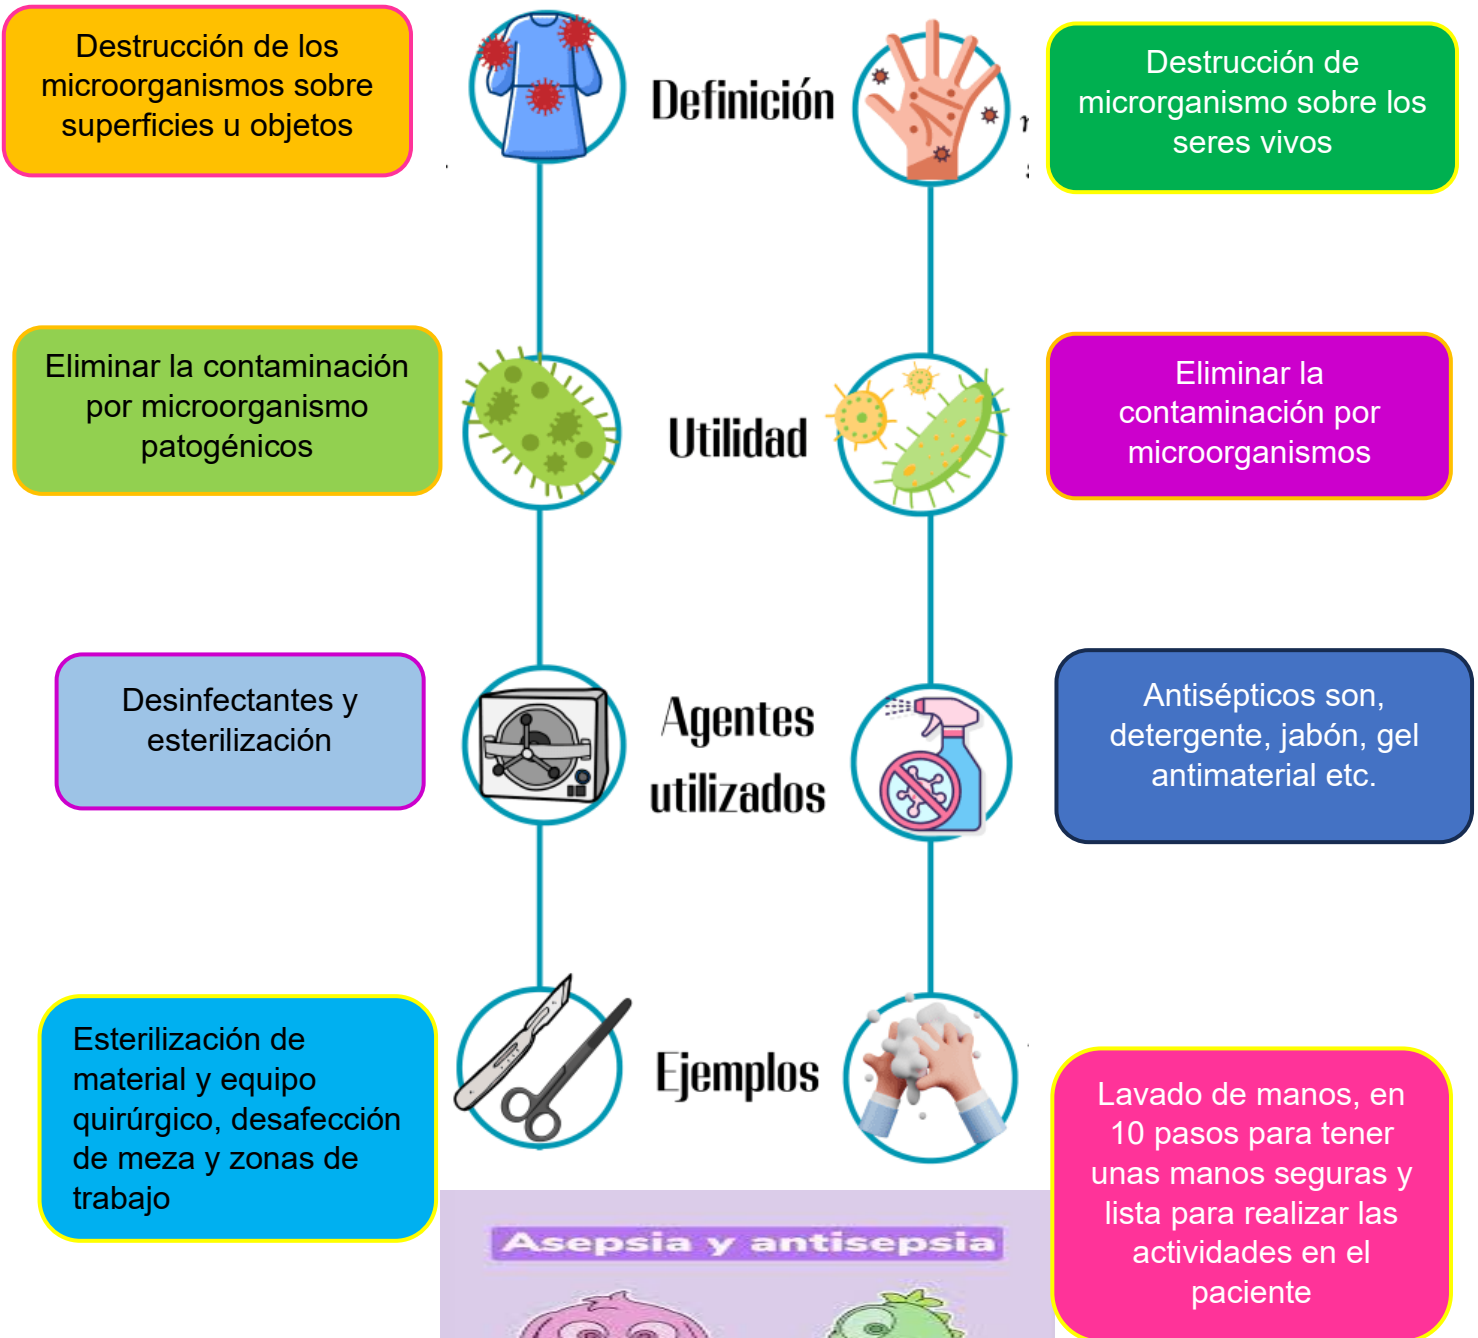 Destrucción de los
microorganismos sobre
superficies u objetos
Definición
Destrucción de
microrganismo sobre los
seres vivos
Eliminar la contaminación
por microorganismo
patogénicos
Utilidad
Eliminar la
contaminación por
microorganismos
Desinfectantes y
esterilización
Agentes
utilizados
Antisépticos son,
detergente, jabón, gel
antimaterial etc.
Esterilización de
material y equipo
quirúrgico, desafección
de meza y zonas de
trabajo
Ejemplos
Lavado de manos, en
10 pasos para tener
unas manos seguras y
lista para realizar las
actividades en el
paciente
Asepsia y antisepsia